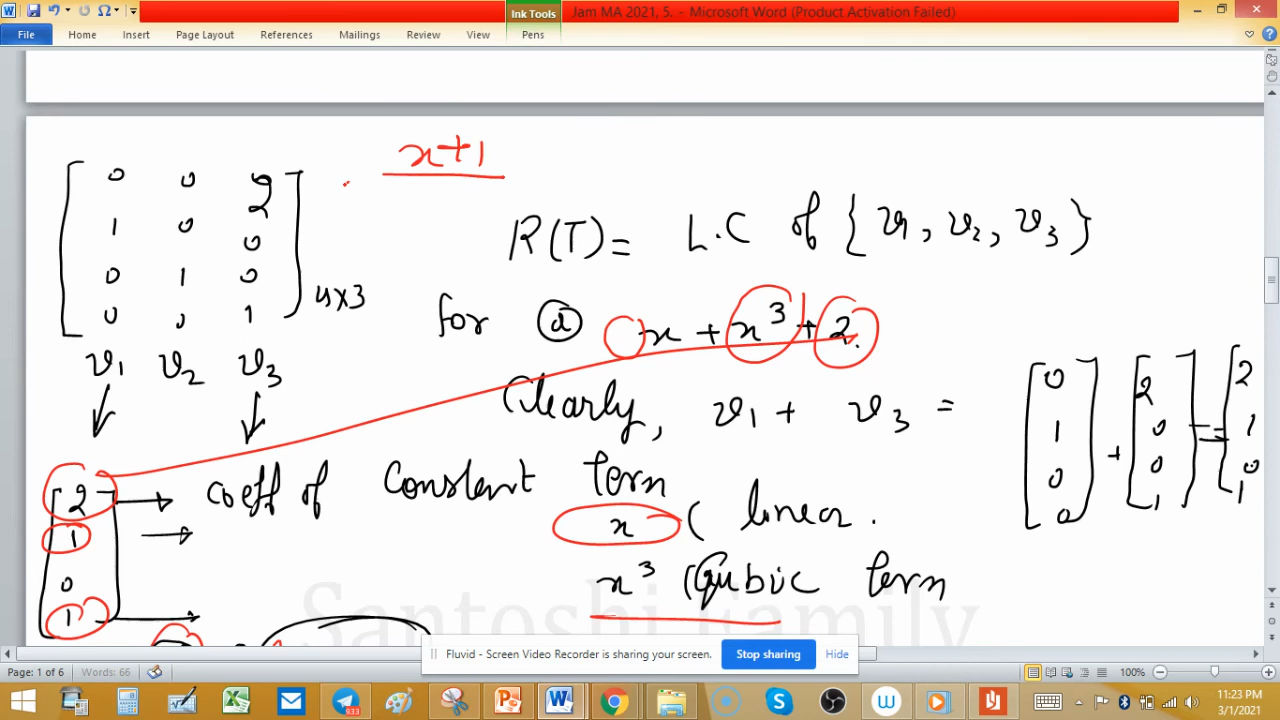 Ink Tools
Jam MA 2021, 5. - Microsoft Word (Product Activation Failed)
File Home Insert Page Layout References Mailings Review View Pens
x+1
0 0 2
1 0 0
0 1 0
0 0 1
4x3
R(T) = L.C of {v1, v2, v3}
v1 v2 v3
for (a) x + x³ + 2.
Clearly, v1 + v3 =
0 2 2
1 + 0 = 1
0 0 0
0 1 1
2 → coeff of Constant term
1 → x ( linear.
0
1 → x³ (Qubic term
Santoshi Family
Fluvid - Screen Video Recorder is sharing your screen. Stop sharing Hide
Page: 1 of 6 Words: 66 100%
933
W
11:23 PM
3/1/2021